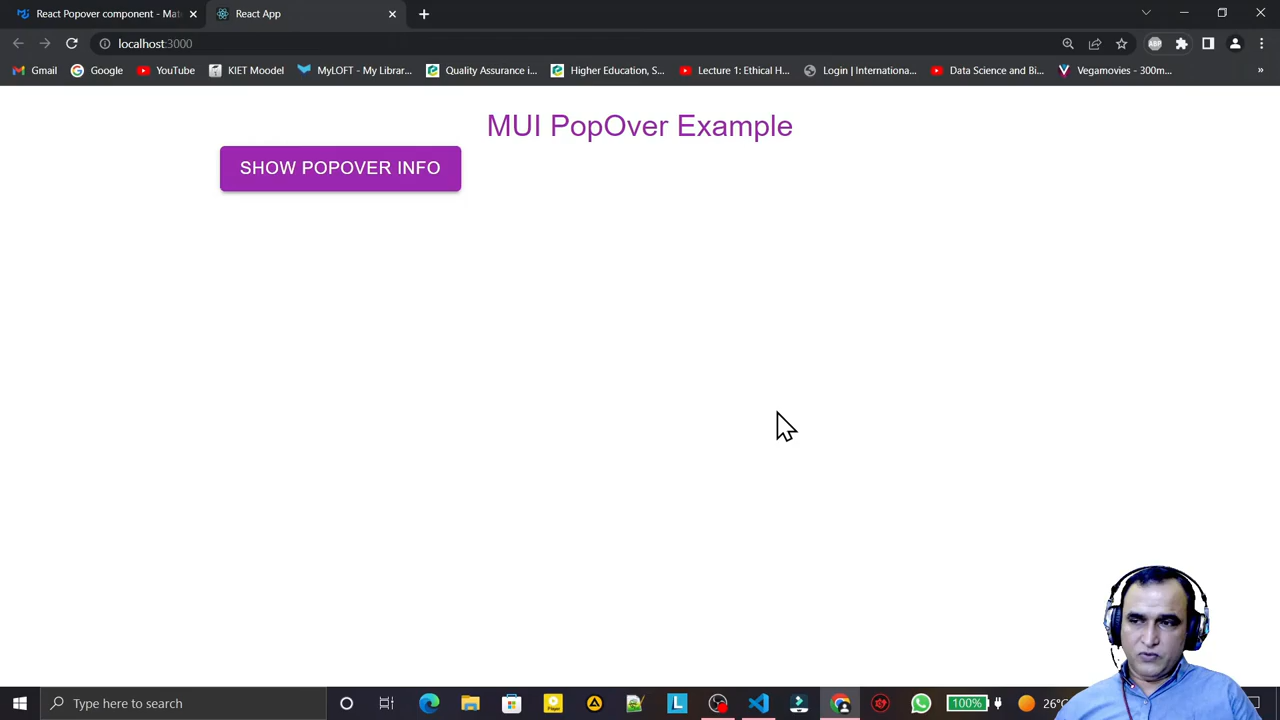 React Popover component - Mat
React App
localhost:3000
ABP
Gmail
Google
YouTube
KIET Moodel
MyLOFT - My Librar...
Quality Assurance i...
Higher Education, S...
Lecture 1: Ethical H...
Login | Internationa...
Data Science and Bi...
Vegamovies - 300m...
»
MUI PopOver Example
SHOW POPOVER INFO
Type here to search
L
100%
26°C